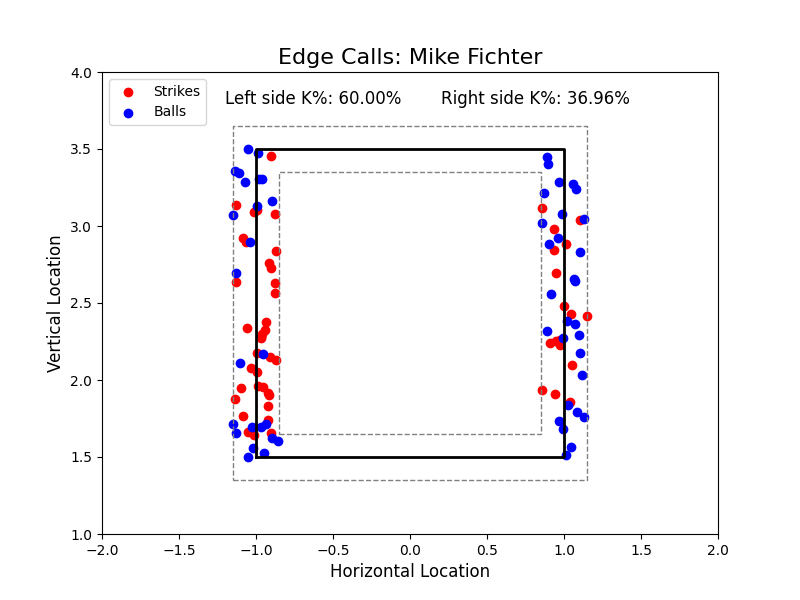 Edge Calls: Mike Fichter
Strikes
Balls
Left side K%: 60.00%
Right side K%: 36.96%
4.0
3.5
3.0
2.5
2.0
1.5
1.0
Vertical Location
−2.0 −1.5 −1.0 −0.5 0.0 0.5 1.0 1.5 2.0
Horizontal Location